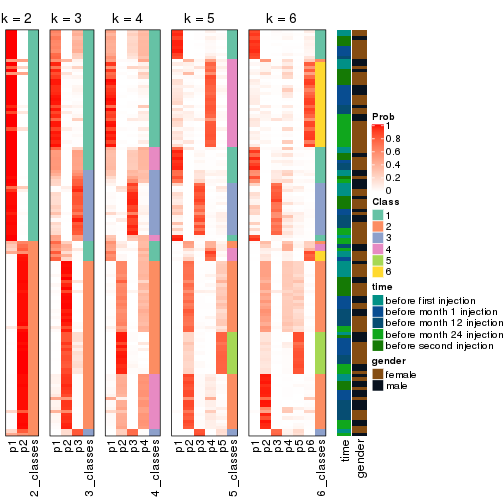 k = 2
k = 3
k = 4
k = 5
k = 6
Prob
1
0.8
0.6
0.4
0.2
0
Class
1
2
3
4
5
6
time
before first injection
before month 1 injection
before month 12 injection
before month 24 injection
before second injection
gender
female
male
p1
p2
2_classes
p1
p2
p3
3_classes
p1
p2
p3
p4
4_classes
p1
p2
p3
p4
p5
5_classes
p1
p2
p3
p4
p5
p6
6_classes
time
gender